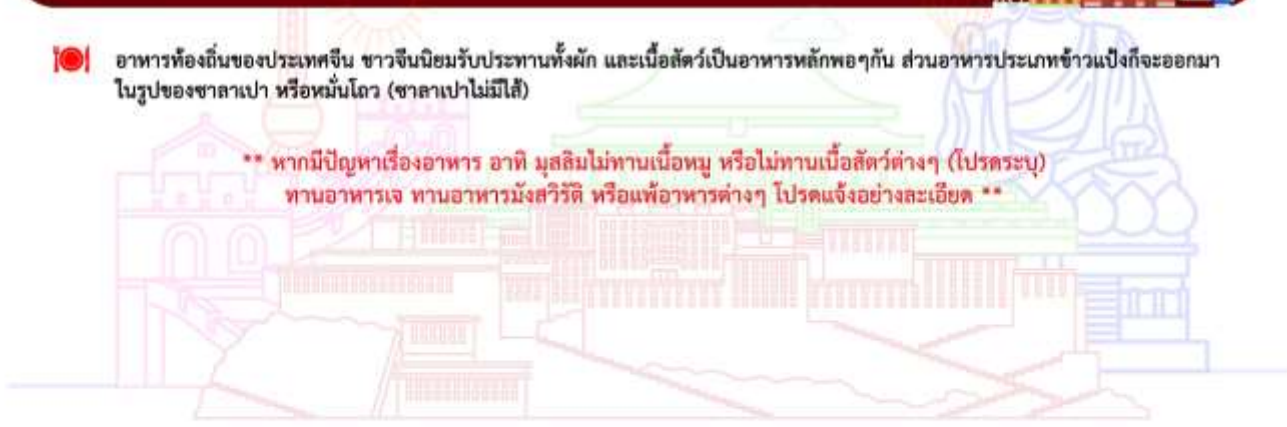 อาหารท้องถิ่นของประเทศจีน ชาวจีนนิยมรับประทานทั้งผัก และเนื้อสัตว์เป็นอาหารหลักพอๆกัน ส่วนอาหารประเภทข้าวแป้งก็จะออกมา
ในรูปของซาลาเปา หรือหมั่นโถว (ซาลาเปาไม่มีไส้)
** หากมีปัญหาเรื่องอาหาร อาทิ มุสลิมไม่ทานเนื้อหมู หรือไม่ทานเนื้อสัตว์ต่างๆ (โปรดระบุ)
ทานอาหารเจ ทานอาหารมังสวิรัติ หรือแพ้อาหารต่างๆ โปรดแจ้งอย่างละเอียด **